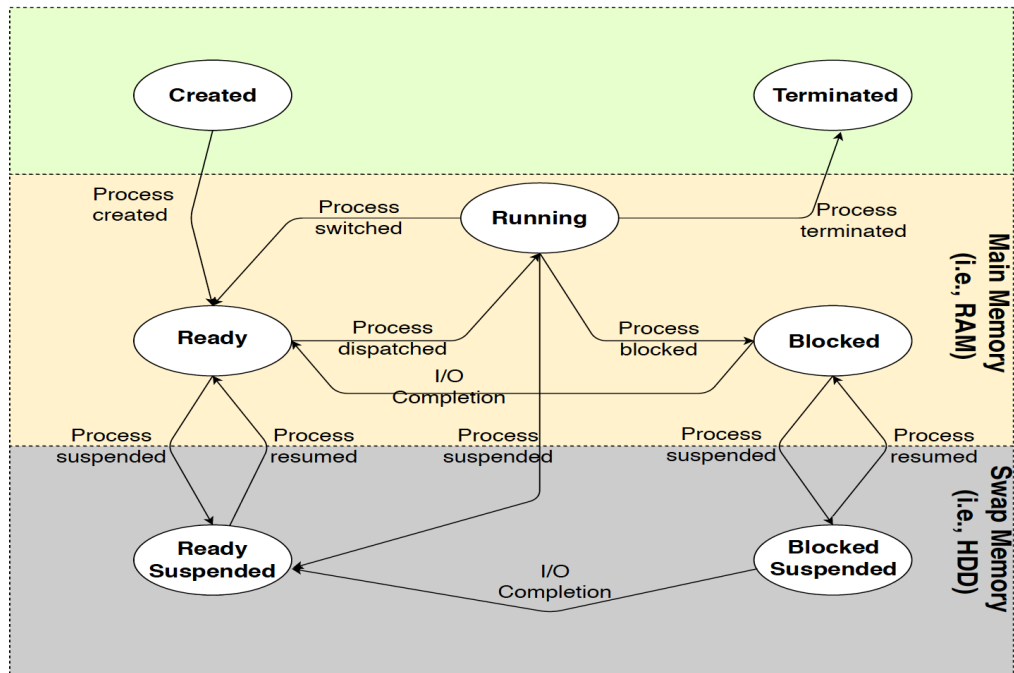 Created
Terminated
Process
created
Process
switched
Running
Process
terminated
Main Memory
(i.e., RAM)
Ready
Process
dispatched
Process
blocked
Blocked
I/O
Completion
Process
suspended
Process
resumed
Process
suspended
Process
suspended
Process
resumed
Swap Memory
(i.e., HDD)
Ready
Suspended
I/O
Completion
Blocked
Suspended